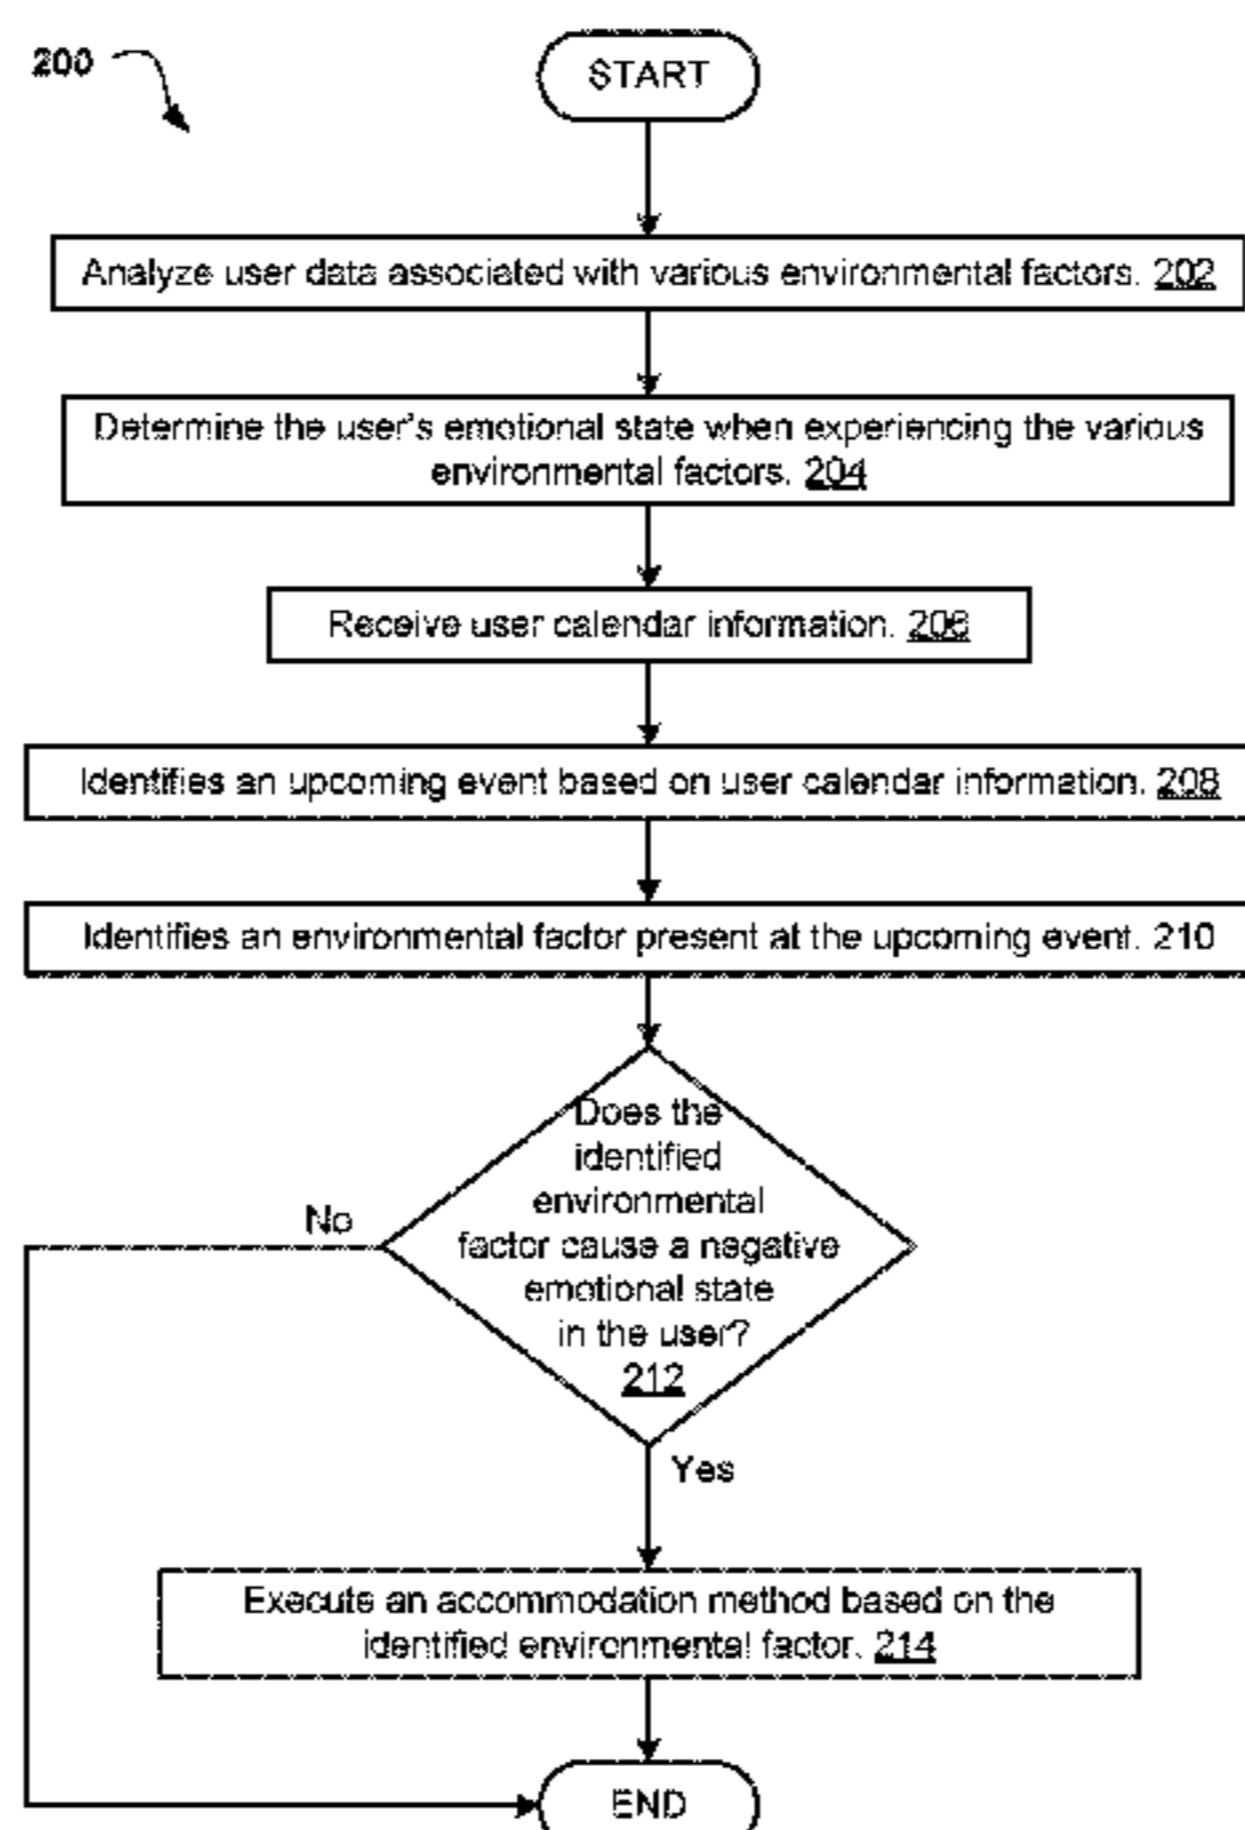 200
START
Analyze user data associated with various environmental factors. 202
Determine the user's emotional state when experiencing the various
environmental factors. 204
Receive user calendar information. 206
Identifies an upcoming event based on user calendar information. 208
Identifies an environmental factor present at the upcoming event. 210
Does the
identified
environmental
factor cause a negative
emotional state
in the user?
212
No
Yes
Execute an accommodation method based on the
identified environmental factor. 214
END